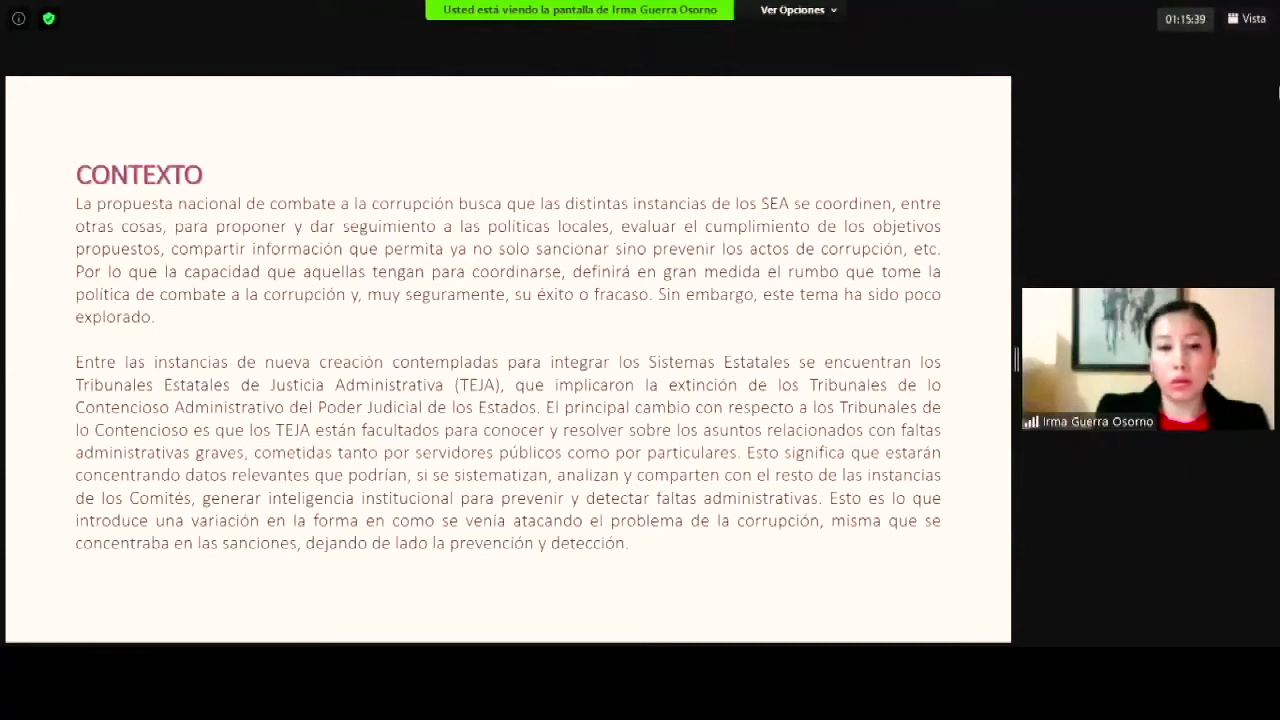 Usted está viendo la pantalla de Irma Guerra Osorno
Ver Opciones
01:15:39
Vista
CONTEXTO
La propuesta nacional de combate a la corrupción busca que las distintas instancias de los SEA se coordinen, entre
otras cosas, para proponer y dar seguimiento a las políticas locales, evaluar el cumplimiento de los objetivos
propuestos, compartir información que permita ya no solo sancionar sino prevenir los actos de corrupción, etc.
Por lo que la capacidad que aquellas tengan para coordinarse, definirá en gran medida el rumbo que tome la
política de combate a la corrupción y, muy seguramente, su éxito o fracaso. Sin embargo, este tema ha sido poco
explorado.
Entre las instancias de nueva creación contempladas para integrar los Sistemas Estatales se encuentran los
Tribunales Estatales de Justicia Administrativa (TEJA), que implicaron la extinción de los Tribunales de lo
Contencioso Administrativo del Poder Judicial de los Estados. El principal cambio con respecto a los Tribunales de
lo Contencioso es que los TEJA están facultados para conocer y resolver sobre los asuntos relacionados con faltas
administrativas graves, cometidas tanto por servidores públicos como por particulares. Esto significa que estarán
concentrando datos relevantes que podrían, si se sistematizan, analizan y comparten con el resto de las instancias
de los Comités, generar inteligencia institucional para prevenir y detectar faltas administrativas. Esto es lo que
introduce una variación en la forma en como se venía atacando el problema de la corrupción, misma que se
concentraba en las sanciones, dejando de lado la prevención y detección.
Irma Guerra Osorno